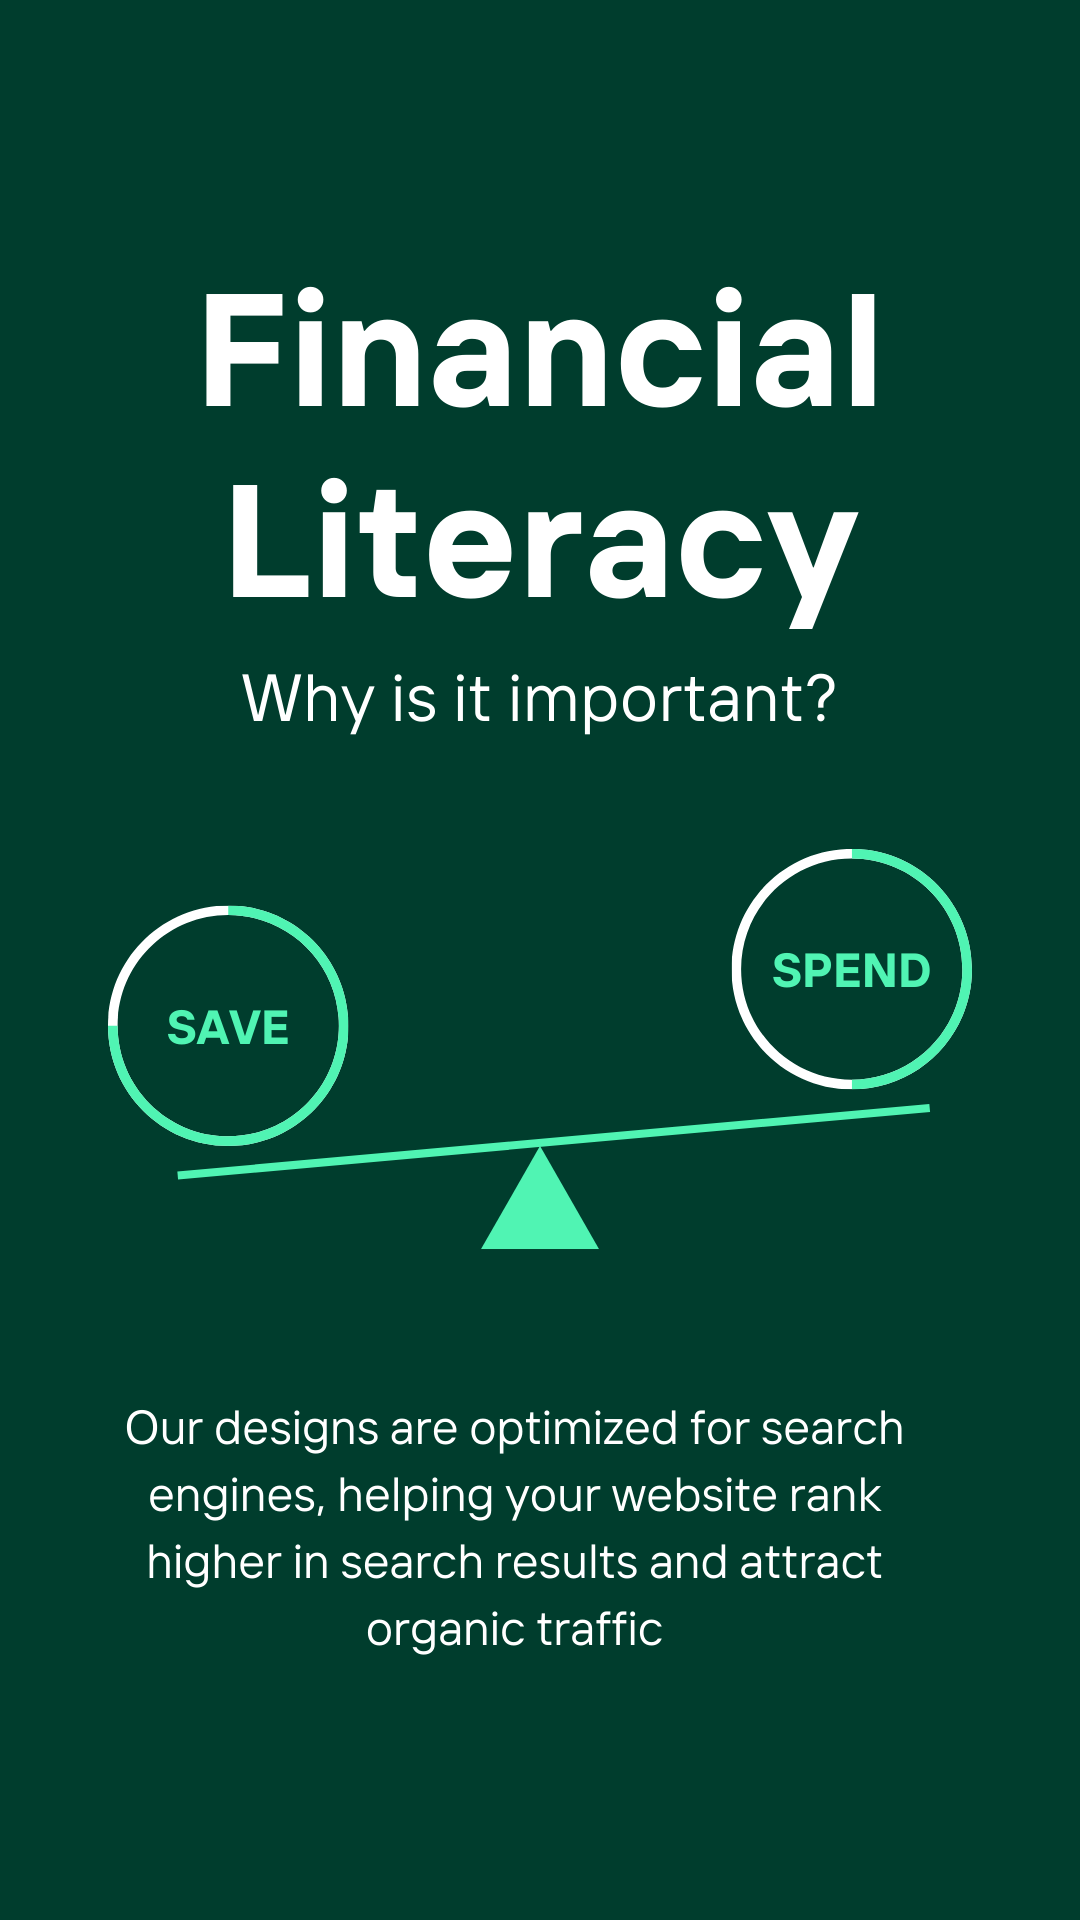 Financial
Literacy
Why is it important?
SPEND
SAVE
Our designs are optimized for search
engines, helping your website rank
higher in search results and attract
organic traffic